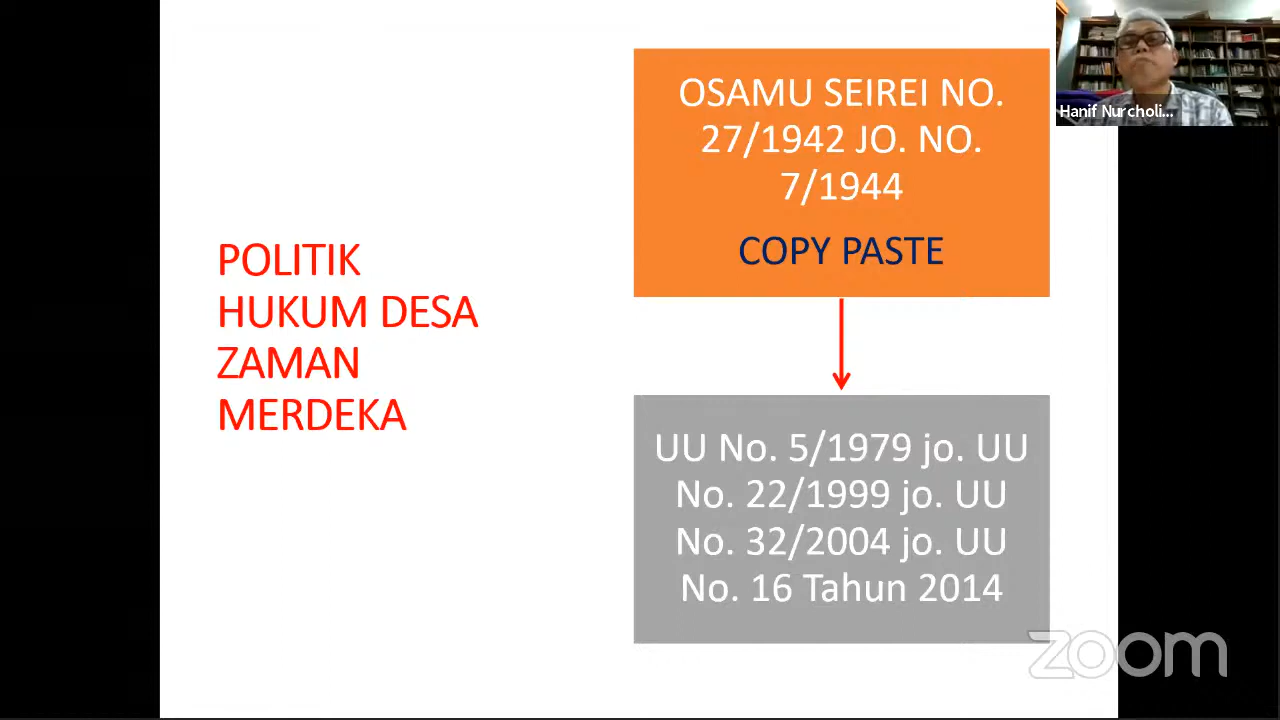 POLITIK
HUKUM DESA
ZAMAN
MERDEKA
OSAMU SEIREI NO.
27/1942 JO. NO.
7/1944
COPY PASTE
UU No. 5/1979 jo. UU
No. 22/1999 jo. UU
No. 32/2004 jo. UU
No. 16 Tahun 2014
Hanif Nurcholi...
zoom